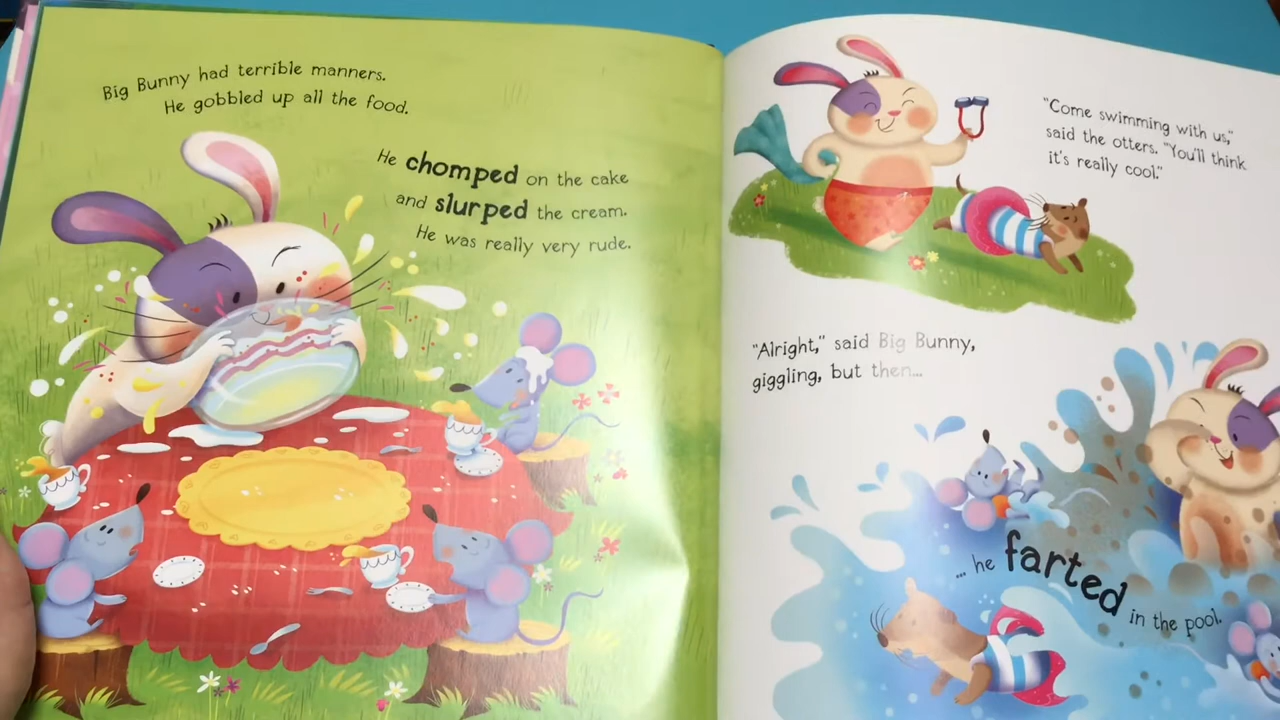 Big Bunny had terrible manners.
He gobbled up all the food.
He chomped on the cake
and slurped the cream.
He was really very rude.
"Come swimming with us,"
said the otters. "You'll think
it's really cool."
"Alright," said Big Bunny,
giggling, but then...
... he farted in the pool.